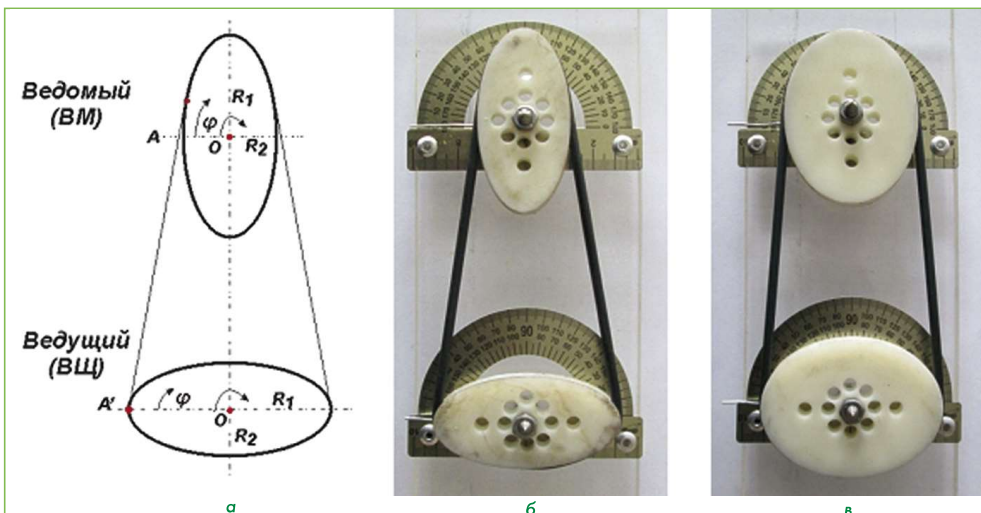 Ведомый
(ВМ)
R1
φ
A
O
R2
Ведущий
(ВЩ)
A'
φ
O
R1
R2
90
90
а
б
в